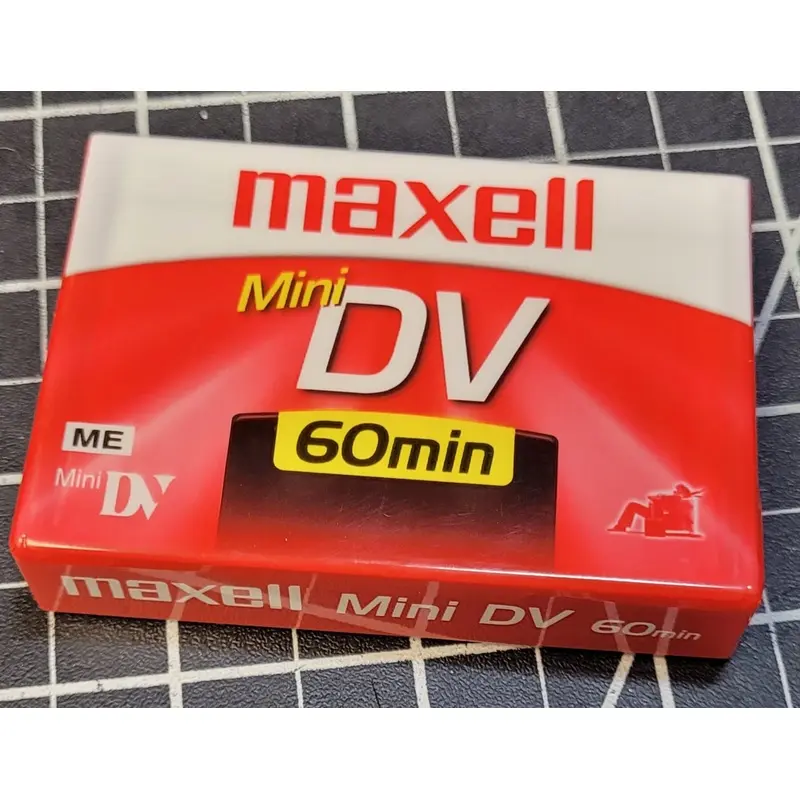 maxell
Mini
DV
60min
ME
Mini DV
maxell Mini DV 60min